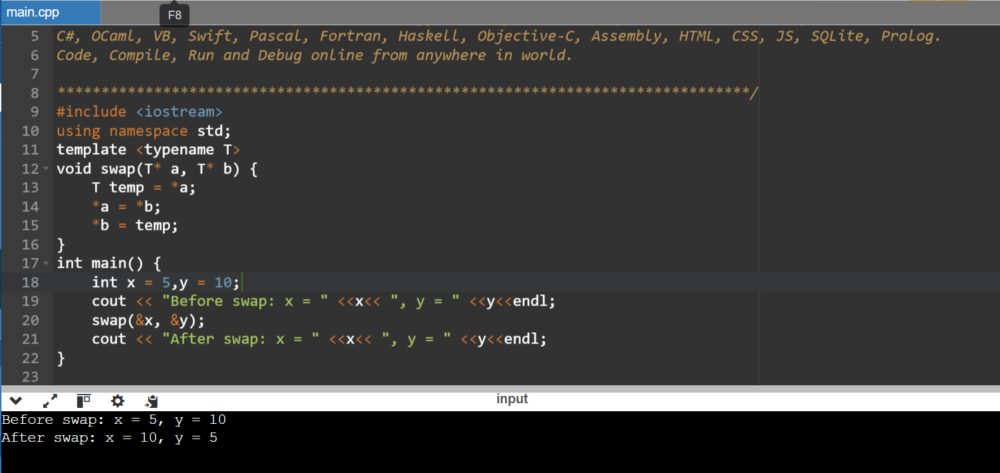 main.cpp
F8
5 C#, OCaml, VB, Swift, Pascal, Fortran, Haskell, Objective-C, Assembly, HTML, CSS, JS, SQLite, Prolog.
6 Code, Compile, Run and Debug online from anywhere in world.
7
8 *******************************************************************************/
9 #include <iostream>
10 using namespace std;
11 template <typename T>
12 void swap(T* a, T* b) {
13     T temp = *a;
14     *a = *b;
15     *b = temp;
16 }
17 int main() {
18     int x = 5,y = 10;
19     cout << "Before swap: x = " <<x<< ", y = " <<y<<endl;
20     swap(&x, &y);
21     cout << "After swap: x = " <<x<< ", y = " <<y<<endl;
22 }
23
input
Before swap: x = 5, y = 10
After swap: x = 10, y = 5